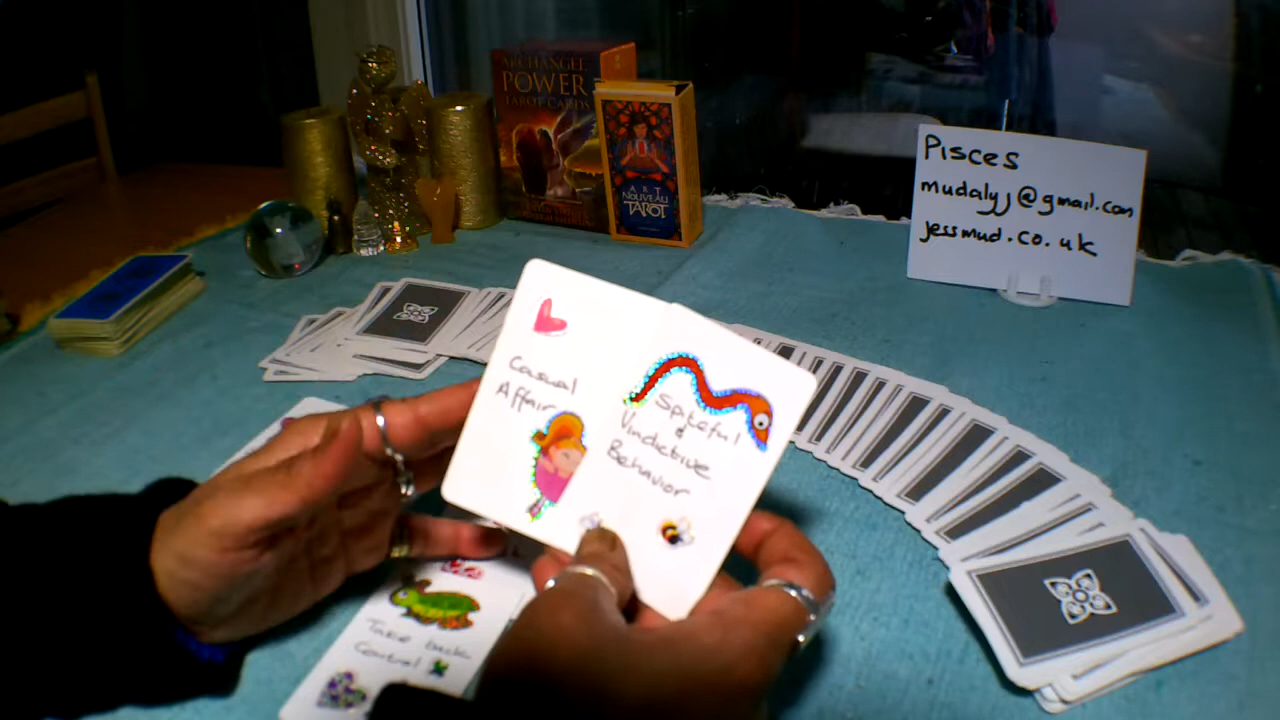 ARCHANGEL
POWER
TAROT CARDS
ART
NOUVEAU
TAROT
Pisces
mudalyj@gmail.com
jessmud.co.uk
Casual
Affair
Spiteful
&
Vindictive
Behavior
Take back
Control